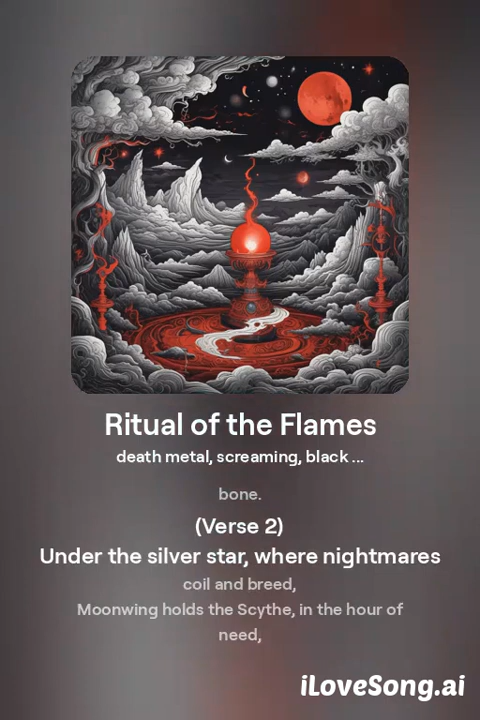 Ritual of the Flames
death metal, screaming, black ...
bone.
(Verse 2)
Under the silver star, where nightmares
coil and breed,
Moonwing holds the Scythe, in the hour of
need,
iLoveSong.ai